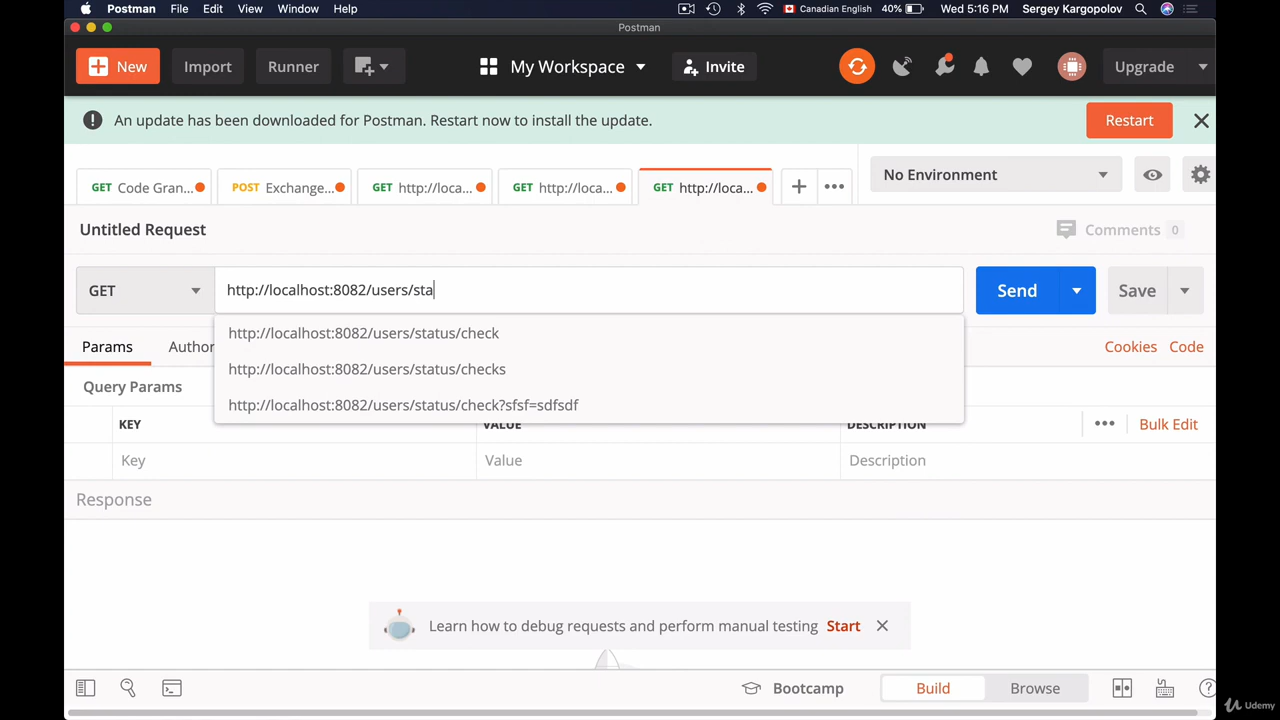 Postman File Edit View Window Help Canadian English 40% Wed 5:16 PM Sergey Kargopolov
Postman
New Import Runner My Workspace Invite Upgrade
An update has been downloaded for Postman. Restart now to install the update. Restart
GET Code Gran... POST Exchange... GET http://loca... GET http://loca... GET http://loca... No Environment
Untitled Request Comments 0
GET http://localhost:8082/users/sta Send Save
http://localhost:8082/users/status/check
Params Author Cookies Code
http://localhost:8082/users/status/checks
Query Params
http://localhost:8082/users/status/check?sfsf=sdfsdf
KEY VALUE DESCRIPTION Bulk Edit
Key Value Description
Response
Learn how to debug requests and perform manual testing Start
Bootcamp Build Browse
Udemy